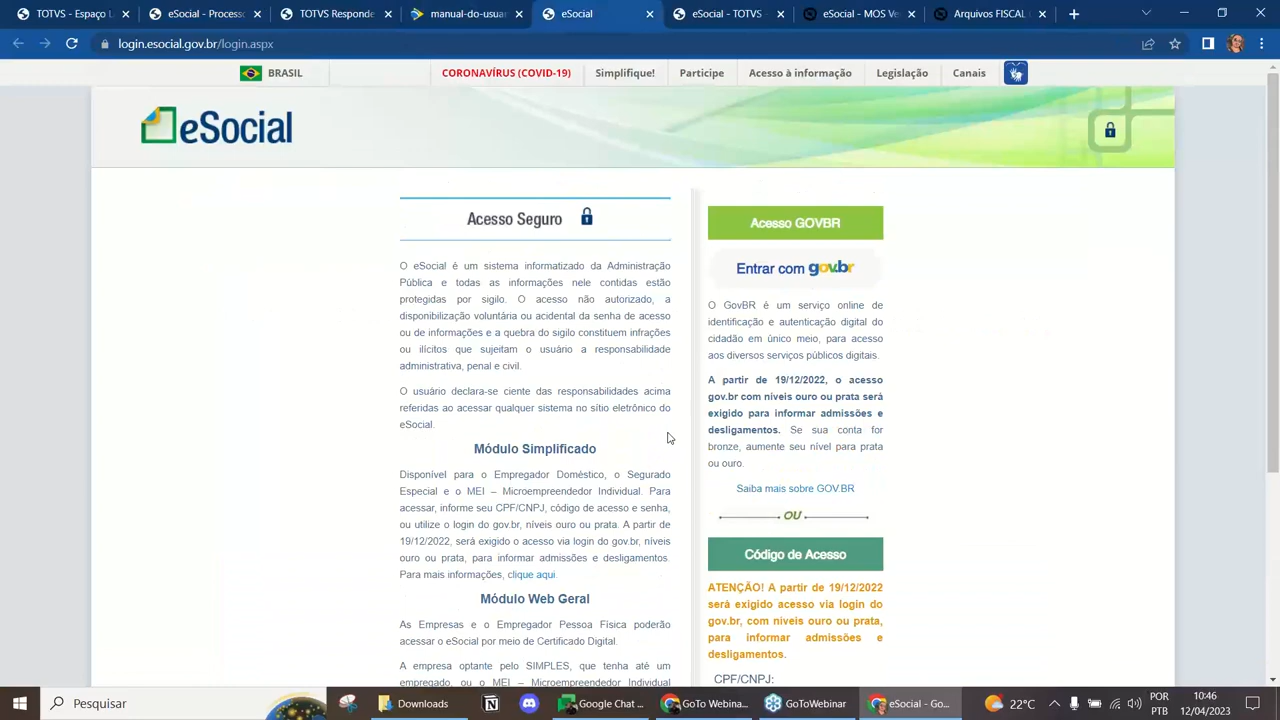 TOTVS - Espaço L
eSocial - Process
TOTVS Responde
manual-do-usuar
eSocial
eSocial - TOTVS -
eSocial - MOS Ve
Arquivos FISCAL
login.esocial.gov.br/login.aspx
BRASIL
CORONAVÍRUS (COVID-19)
Simplifique!
Participe
Acesso à informação
Legislação
Canais
eSocial
Acesso Seguro
O eSocial é um sistema informatizado da Administração
Pública e todas as informações nele contidas estão
protegidas por sigilo. O acesso não autorizado, a
disponibilização voluntária ou acidental da senha de acesso
ou de informações e a quebra do sigilo constituem infrações
ou ilícitos que sujeitam o usuário a responsabilidade
administrativa, penal e civil.
O usuário declara-se ciente das responsabilidades acima
referidas ao acessar qualquer sistema no sítio eletrônico do
eSocial.
Módulo Simplificado
Disponível para o Empregador Doméstico, o Segurado
Especial e o MEI – Microempreendedor Individual. Para
acessar, informe seu CPF/CNPJ, código de acesso e senha,
ou utilize o login do gov.br, níveis ouro ou prata. A partir de
19/12/2022, será exigido o acesso via login do gov.br, níveis
ouro ou prata, para informar admissões e desligamentos.
Para mais informações, clique aqui.
Módulo Web Geral
As Empresas e o Empregador Pessoa Física poderão
acessar o eSocial por meio de Certificado Digital.
A empresa optante pelo SIMPLES, que tenha até um
empregado, ou o MEI – Microempreendedor Individual
Acesso GOVBR
Entrar com gov.br
O GovBR é um serviço online de
identificação e autenticação digital do
cidadão em único meio, para acesso
aos diversos serviços públicos digitais.
A partir de 19/12/2022, o acesso
gov.br com níveis ouro ou prata será
exigido para informar admissões e
desligamentos. Se sua conta for
bronze, aumente seu nível para prata
ou ouro.
Saiba mais sobre GOV.BR
OU
Código de Acesso
ATENÇÃO! A partir de 19/12/2022
será exigido acesso via login do
gov.br, com níveis ouro ou prata,
para informar admissões e
desligamentos.
CPF/CNPJ:
Pesquisar
Downloads
Google Chat ...
GoTo Webina...
GoToWebinar
eSocial - Go...
22°C
POR
PTB
10:46
12/04/2023